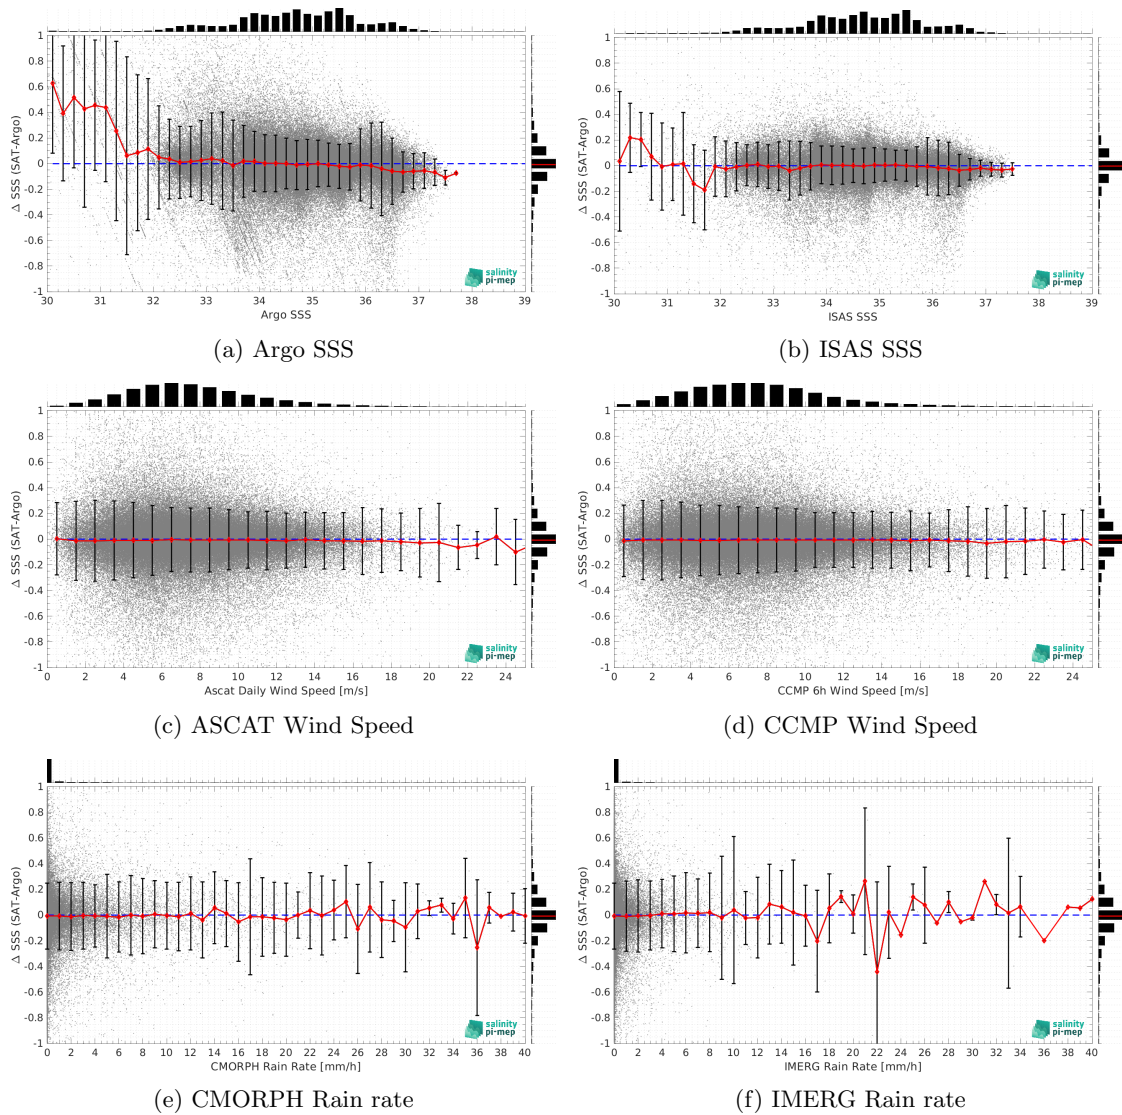 1
0.8
0.6
0.4
0.2
0
-0.2
-0.4
-0.6
-0.8
-1
Δ SSS (SAT-Argo)
30 31 32 33 34 35 36 37 38 39
Argo SSS
salinity
pi-mep
(a) Argo SSS
1
0.8
0.6
0.4
0.2
0
-0.2
-0.4
-0.6
-0.8
-1
Δ SSS (SAT-Argo)
30 31 32 33 34 35 36 37 38 39
ISAS SSS
salinity
pi-mep
(b) ISAS SSS
1
0.8
0.6
0.4
0.2
0
-0.2
-0.4
-0.6
-0.8
-1
Δ SSS (SAT-Argo)
0 2 4 6 8 10 12 14 16 18 20 22 24
Ascat Daily Wind Speed [m/s]
salinity
pi-mep
(c) ASCAT Wind Speed
1
0.8
0.6
0.4
0.2
0
-0.2
-0.4
-0.6
-0.8
-1
Δ SSS (SAT-Argo)
0 2 4 6 8 10 12 14 16 18 20 22 24
CCMP 6h Wind Speed [m/s]
salinity
pi-mep
(d) CCMP Wind Speed
1
0.8
0.6
0.4
0.2
0
-0.2
-0.4
-0.6
-0.8
-1
Δ SSS (SAT-Argo)
0 2 4 6 8 10 12 14 16 18 20 22 24 26 28 30 32 34 36 38 40
CMORPH Rain Rate [mm/h]
salinity
pi-mep
(e) CMORPH Rain rate
1
0.8
0.6
0.4
0.2
0
-0.2
-0.4
-0.6
-0.8
-1
Δ SSS (SAT-Argo)
0 2 4 6 8 10 12 14 16 18 20 22 24 26 28 30 32 34 36 38 40
IMERG Rain Rate [mm/h]
salinity
pi-mep
(f) IMERG Rain rate